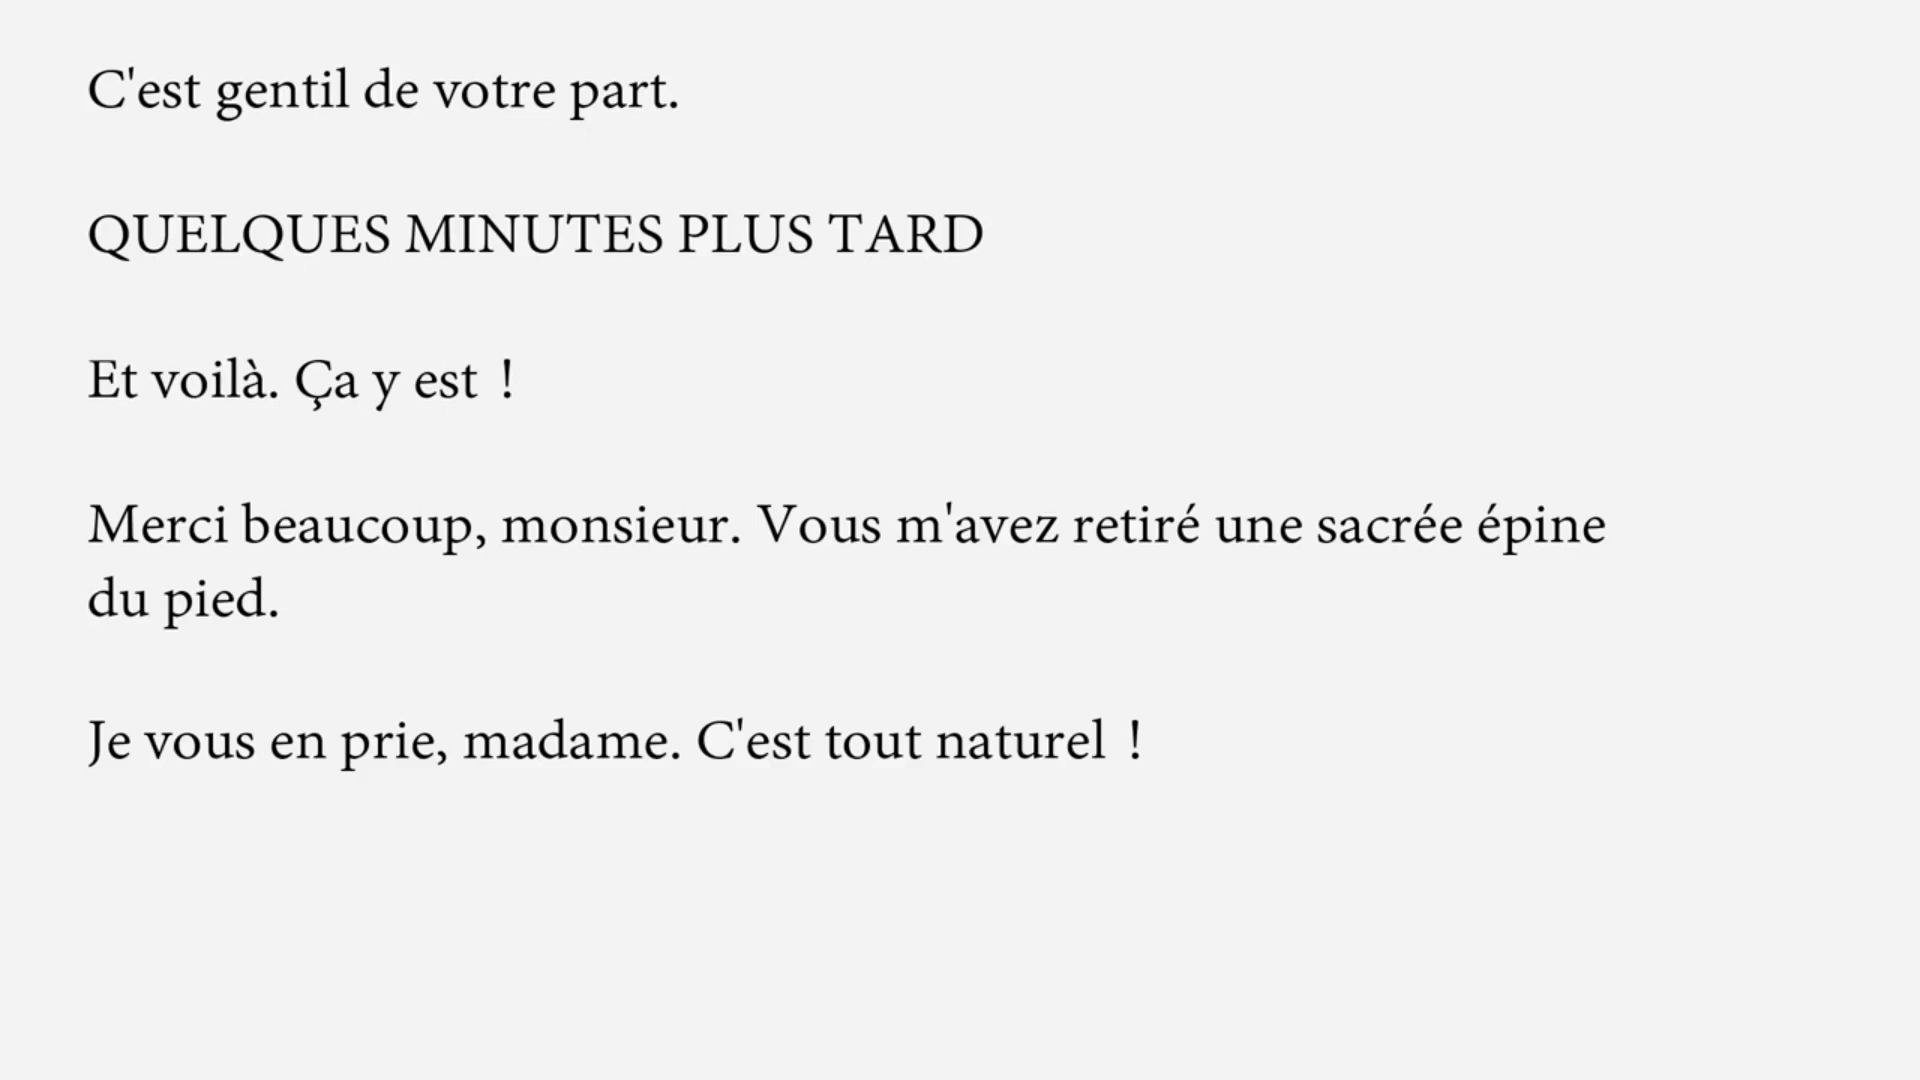 C'est gentil de votre part.
QUELQUES MINUTES PLUS TARD
Et voilà. Ça y est !
Merci beaucoup, monsieur. Vous m'avez retiré une sacrée épine
du pied.
Je vous en prie, madame. C'est tout naturel !